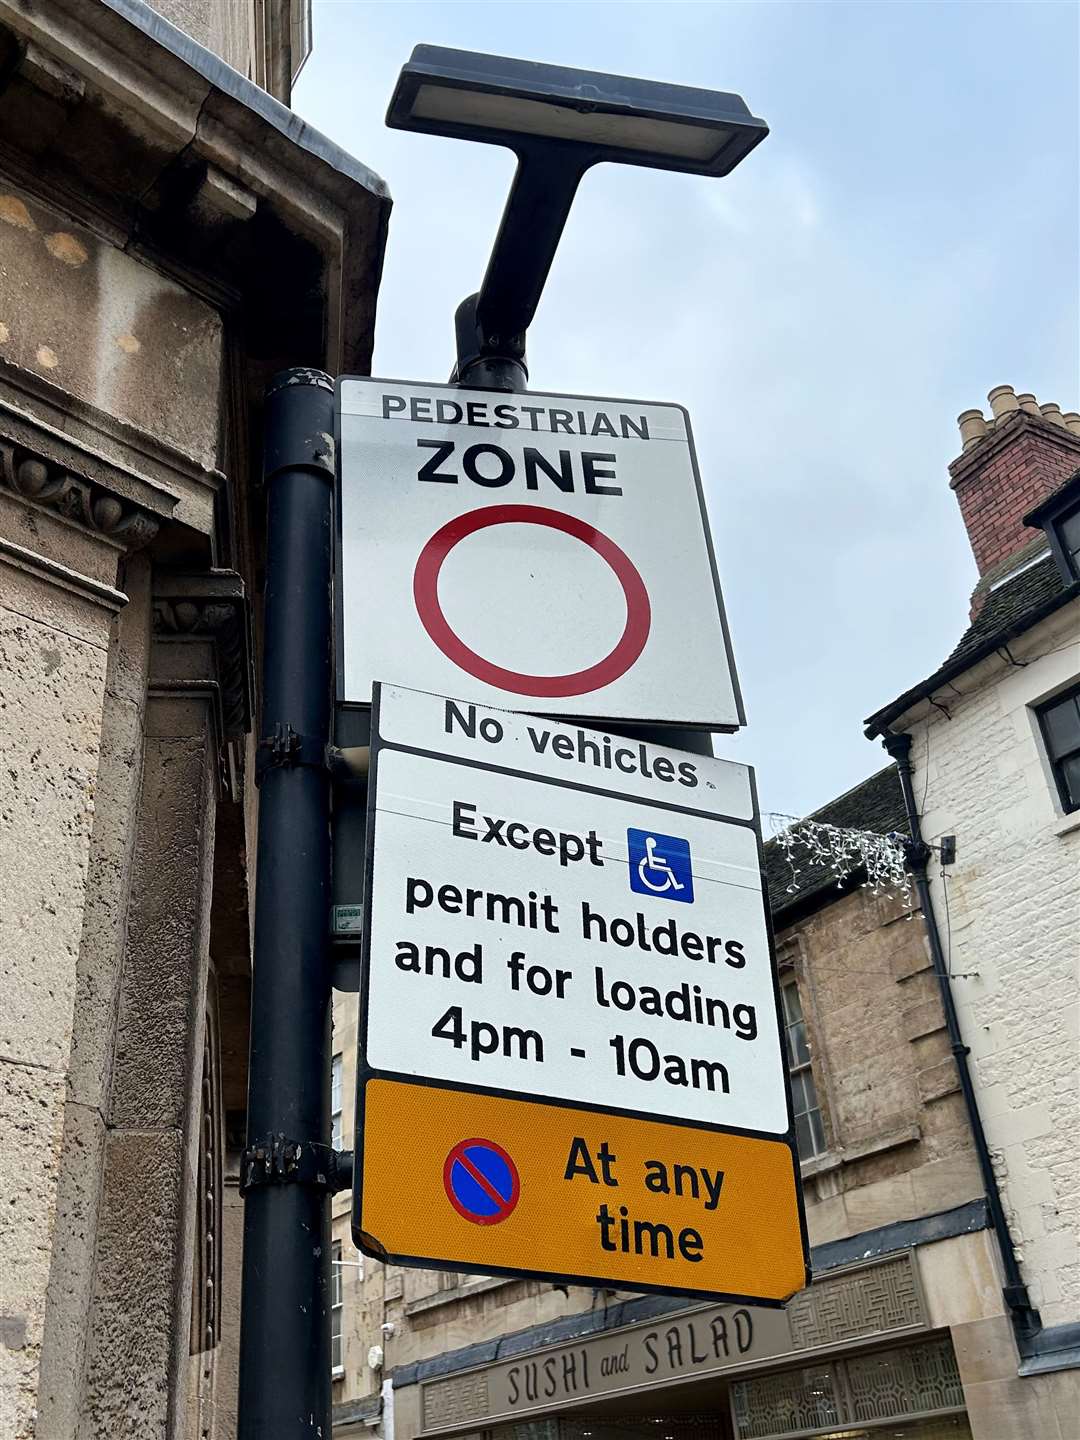 PEDESTRIAN
ZONE
No vehicles
Except
permit holders
and for loading
4pm - 10am
At any
time
SUSHI and SALAD